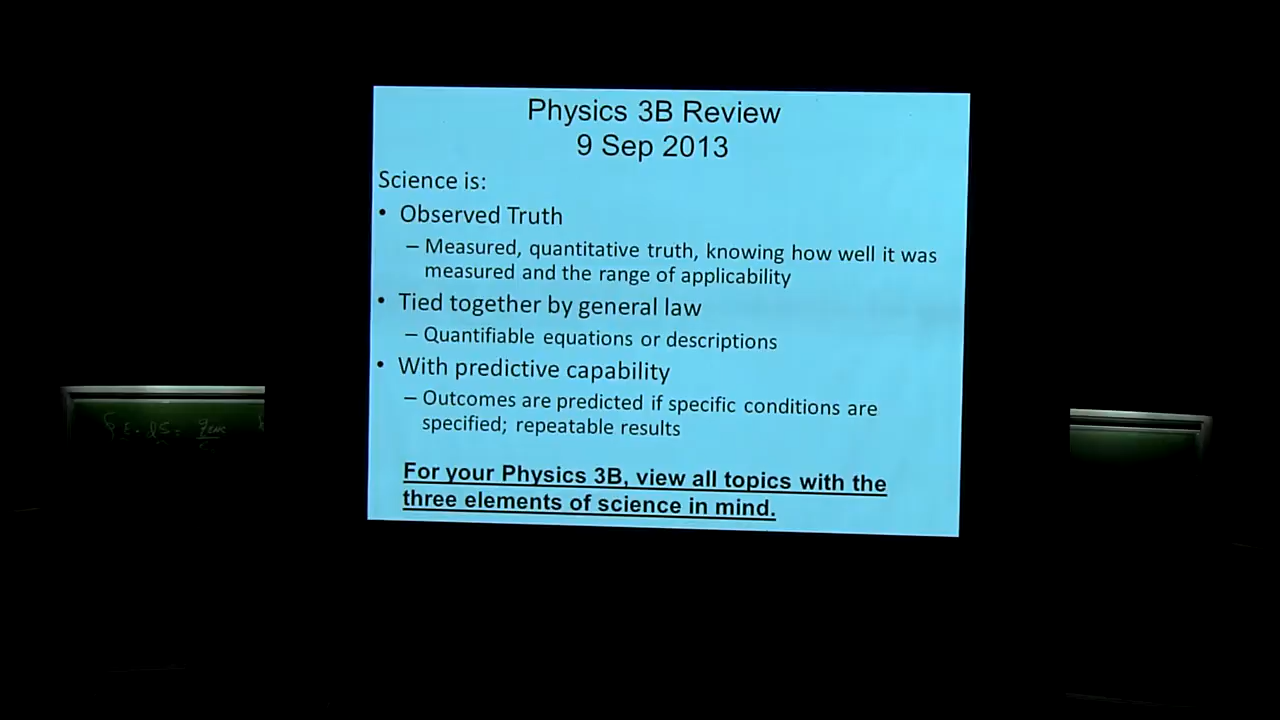 Physics 3B Review
9 Sep 2013
Science is:
• Observed Truth
– Measured, quantitative truth, knowing how well it was
measured and the range of applicability
• Tied together by general law
– Quantifiable equations or descriptions
• With predictive capability
– Outcomes are predicted if specific conditions are
specified; repeatable results
For your Physics 3B, view all topics with the
three elements of science in mind.